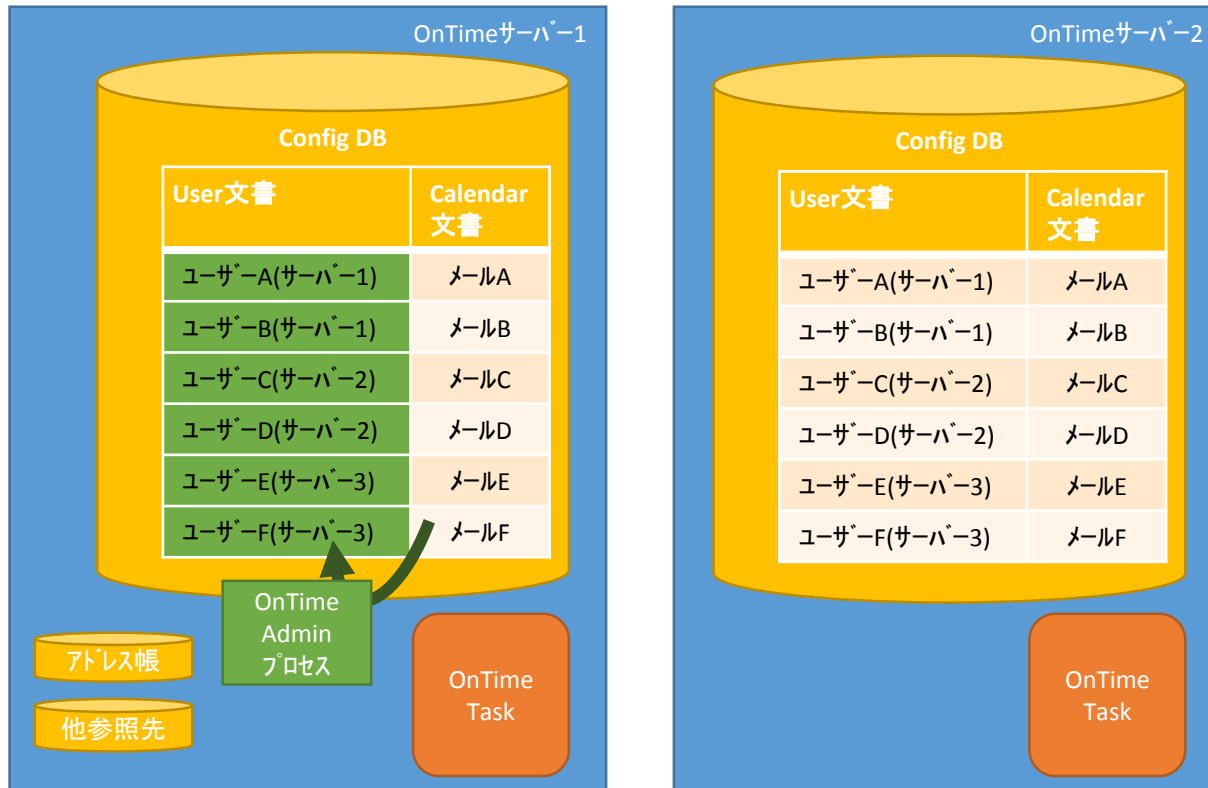 OnTimeｻｰﾊﾞｰ1
Config DB
User文書 Calendar
文書
ﾕｰｻﾞｰA(ｻｰﾊﾞｰ1) ﾒｰﾙA
ﾕｰｻﾞｰB(ｻｰﾊﾞｰ1) ﾒｰﾙB
ﾕｰｻﾞｰC(ｻｰﾊﾞｰ2) ﾒｰﾙC
ﾕｰｻﾞｰD(ｻｰﾊﾞｰ2) ﾒｰﾙD
ﾕｰｻﾞｰE(ｻｰﾊﾞｰ3) ﾒｰﾙE
ﾕｰｻﾞｰF(ｻｰﾊﾞｰ3) ﾒｰﾙF
OnTime
Admin
ﾌﾟﾛｾｽ
ｱﾄﾞﾚｽ帳
他参照先
OnTime
Task
OnTimeｻｰﾊﾞｰ2
Config DB
User文書 Calendar
文書
ﾕｰｻﾞｰA(ｻｰﾊﾞｰ1) ﾒｰﾙA
ﾕｰｻﾞｰB(ｻｰﾊﾞｰ1) ﾒｰﾙB
ﾕｰｻﾞｰC(ｻｰﾊﾞｰ2) ﾒｰﾙC
ﾕｰｻﾞｰD(ｻｰﾊﾞｰ2) ﾒｰﾙD
ﾕｰｻﾞｰE(ｻｰﾊﾞｰ3) ﾒｰﾙE
ﾕｰｻﾞｰF(ｻｰﾊﾞｰ3) ﾒｰﾙF
OnTime
Task